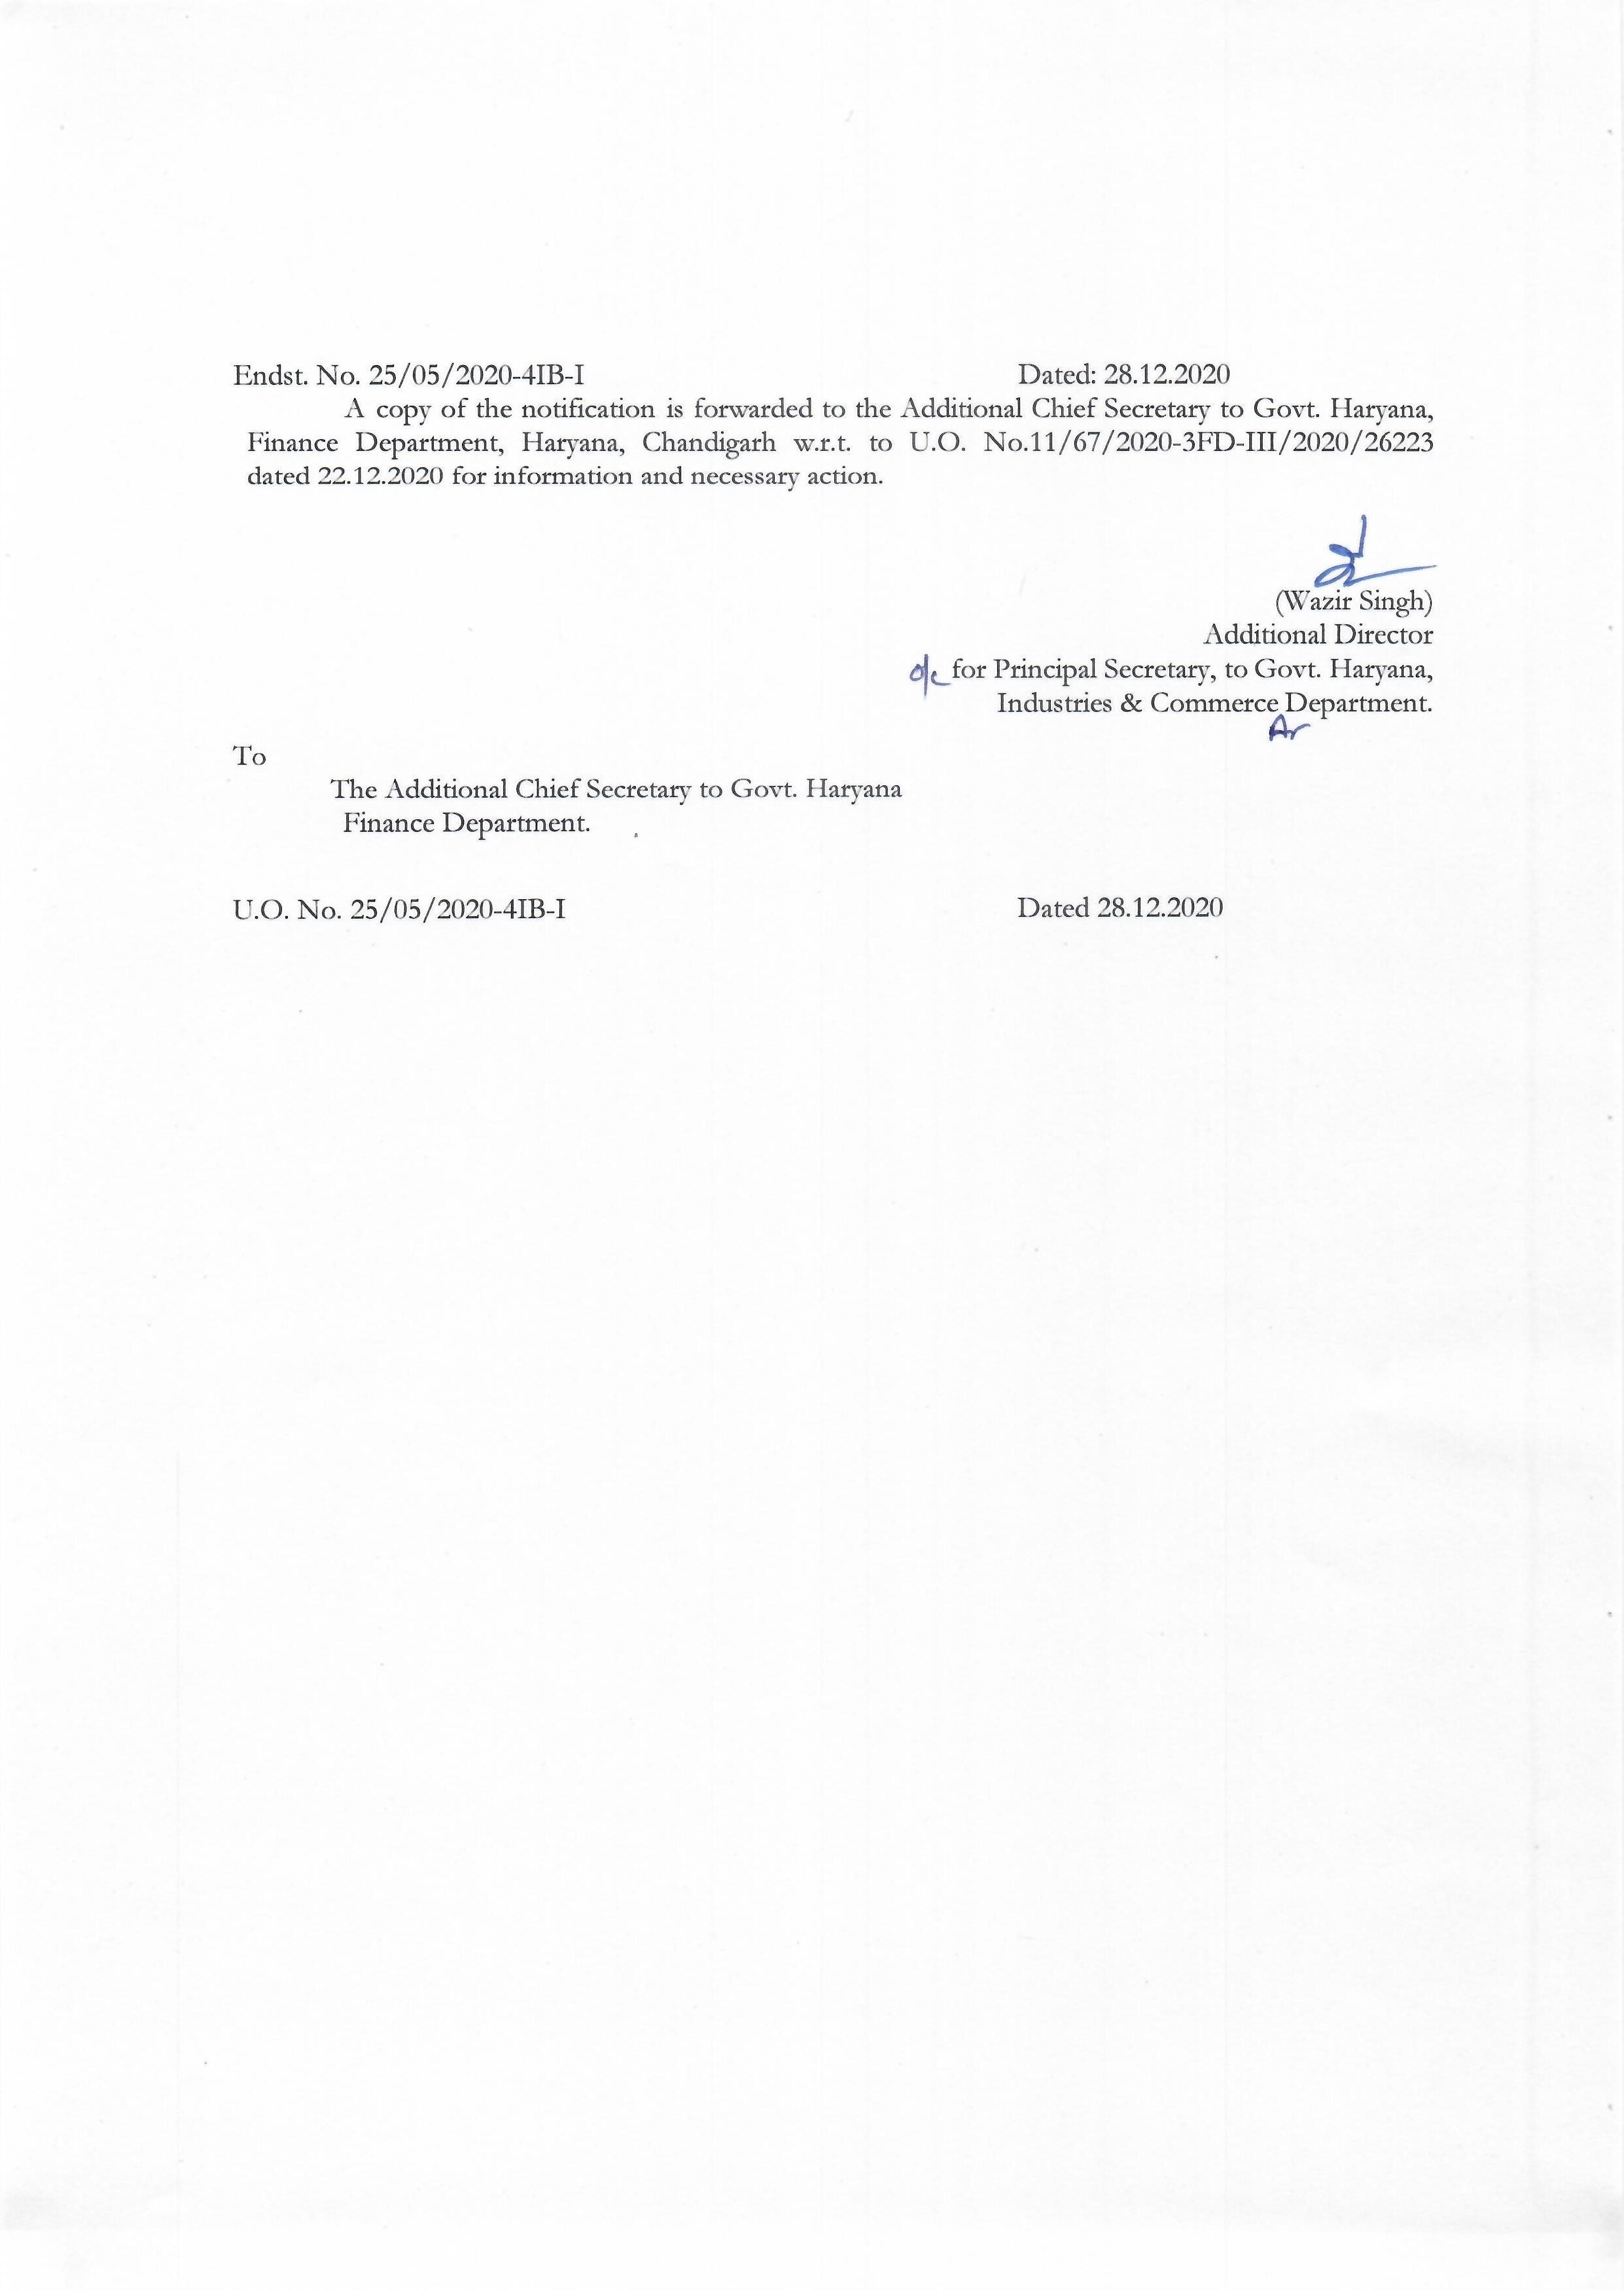 Endst. No. 25/05/2020-4IB-I Dated: 28.12.2020
A copy of the notification is forwarded to the Additional Chief Secretary to Govt. Haryana,
Finance Department, Haryana, Chandigarh w.r.t. to U.O. No.11/67/2020-3FD-III/2020/26223
dated 22.12.2020 for information and necessary action.
(Wazir Singh)
Additional Director
o/c for Principal Secretary, to Govt. Haryana,
Industries & Commerce Department.
To
The Additional Chief Secretary to Govt. Haryana
Finance Department.
U.O. No. 25/05/2020-4IB-I Dated 28.12.2020